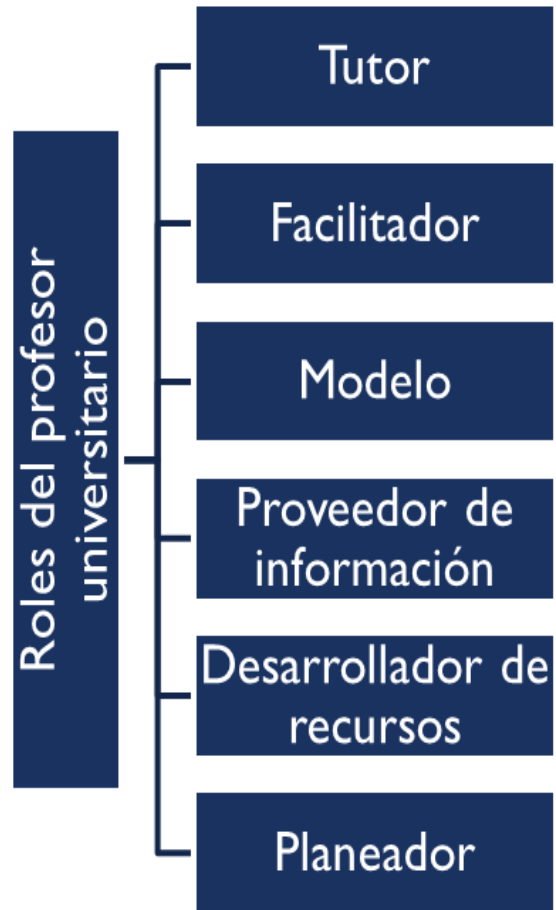 Roles del profesor
universitario
Tutor
Facilitador
Modelo
Proveedor de
información
Desarrollador de
recursos
Planeador